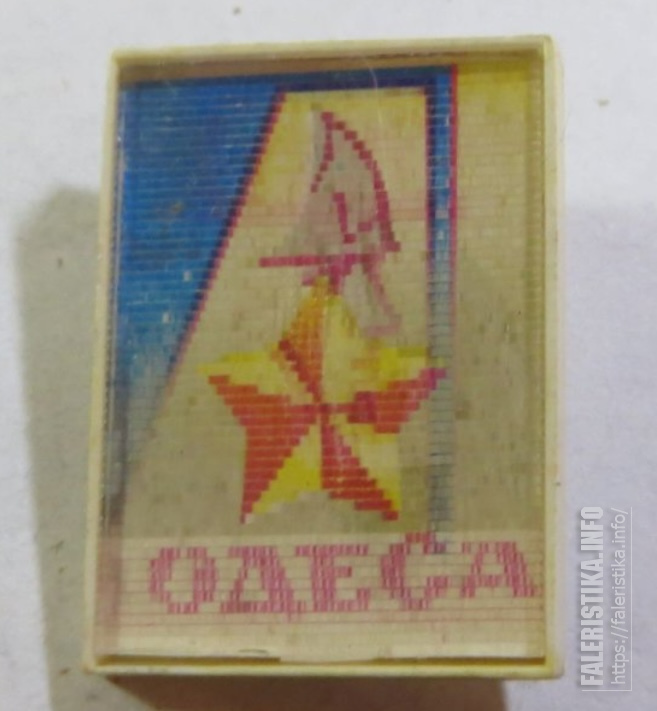 ОДЕСА
FALERISTIKA.INFO
https://faleristika.info/